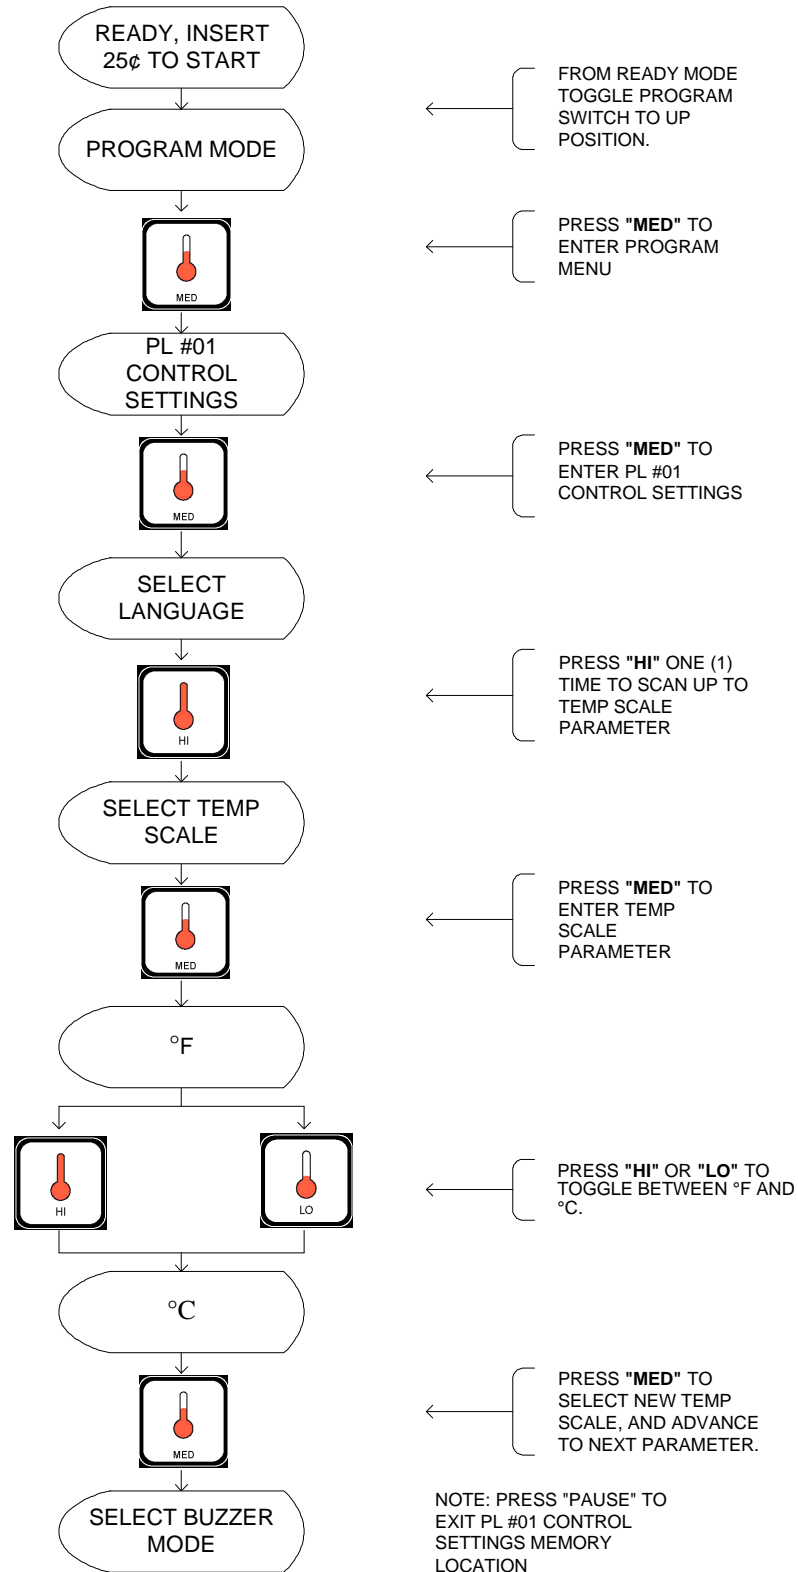 READY, INSERT
25¢ TO START
FROM READY MODE
TOGGLE PROGRAM
SWITCH TO UP
POSITION.
PROGRAM MODE
PRESS "MED" TO
ENTER PROGRAM
MENU
MED
PL #01
CONTROL
SETTINGS
PRESS "MED" TO
ENTER PL #01
CONTROL SETTINGS
MED
SELECT
LANGUAGE
PRESS "HI" ONE (1)
TIME TO SCAN UP TO
TEMP SCALE
PARAMETER
HI
SELECT TEMP
SCALE
PRESS "MED" TO
ENTER TEMP
SCALE
PARAMETER
MED
°F
HI
LO
PRESS "HI" OR "LO" TO
TOGGLE BETWEEN °F AND
°C.
°C
PRESS "MED" TO
SELECT NEW TEMP
SCALE, AND ADVANCE
TO NEXT PARAMETER.
MED
SELECT BUZZER
MODE
NOTE: PRESS "PAUSE" TO
EXIT PL #01 CONTROL
SETTINGS MEMORY
LOCATION